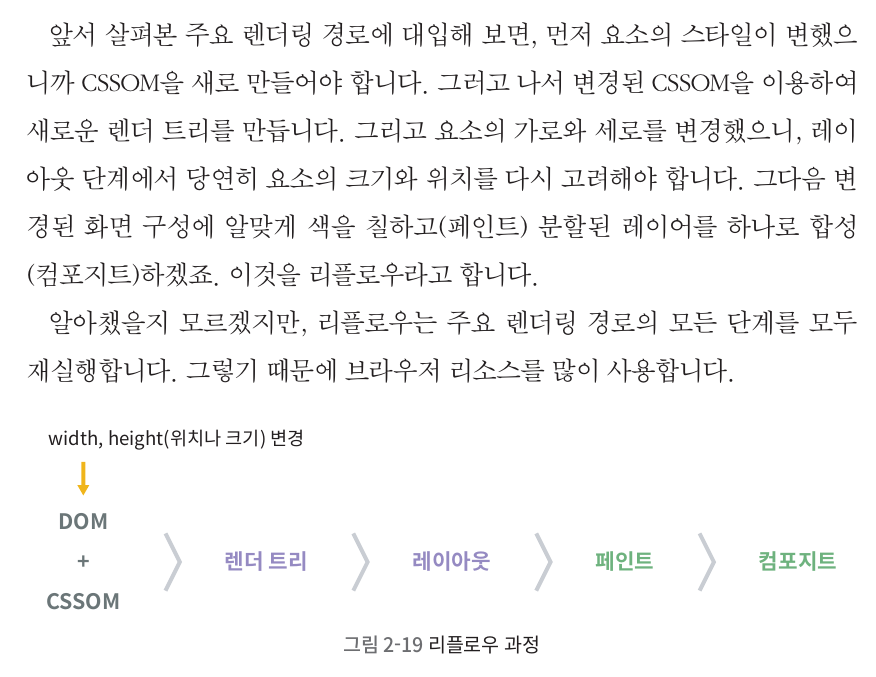 앞서 살펴본 주요 렌더링 경로에 대입해 보면, 먼저 요소의 스타일이 변했으
니까 CSSOM을 새로 만들어야 합니다. 그러고 나서 변경된 CSSOM을 이용하여
새로운 렌더 트리를 만듭니다. 그리고 요소의 가로와 세로를 변경했으니, 레이
아웃 단계에서 당연히 요소의 크기와 위치를 다시 고려해야 합니다. 그다음 변
경된 화면 구성에 알맞게 색을 칠하고(페인트) 분할된 레이어를 하나로 합성
(컴포지트)하겠죠. 이것을 리플로우라고 합니다.
알아챘을지 모르겠지만, 리플로우는 주요 렌더링 경로의 모든 단계를 모두
재실행합니다. 그렇기 때문에 브라우저 리소스를 많이 사용합니다.
width, height(위치나 크기) 변경
DOM
+
CSSOM
렌더 트리
레이아웃
페인트
컴포지트
그림 2-19 리플로우 과정